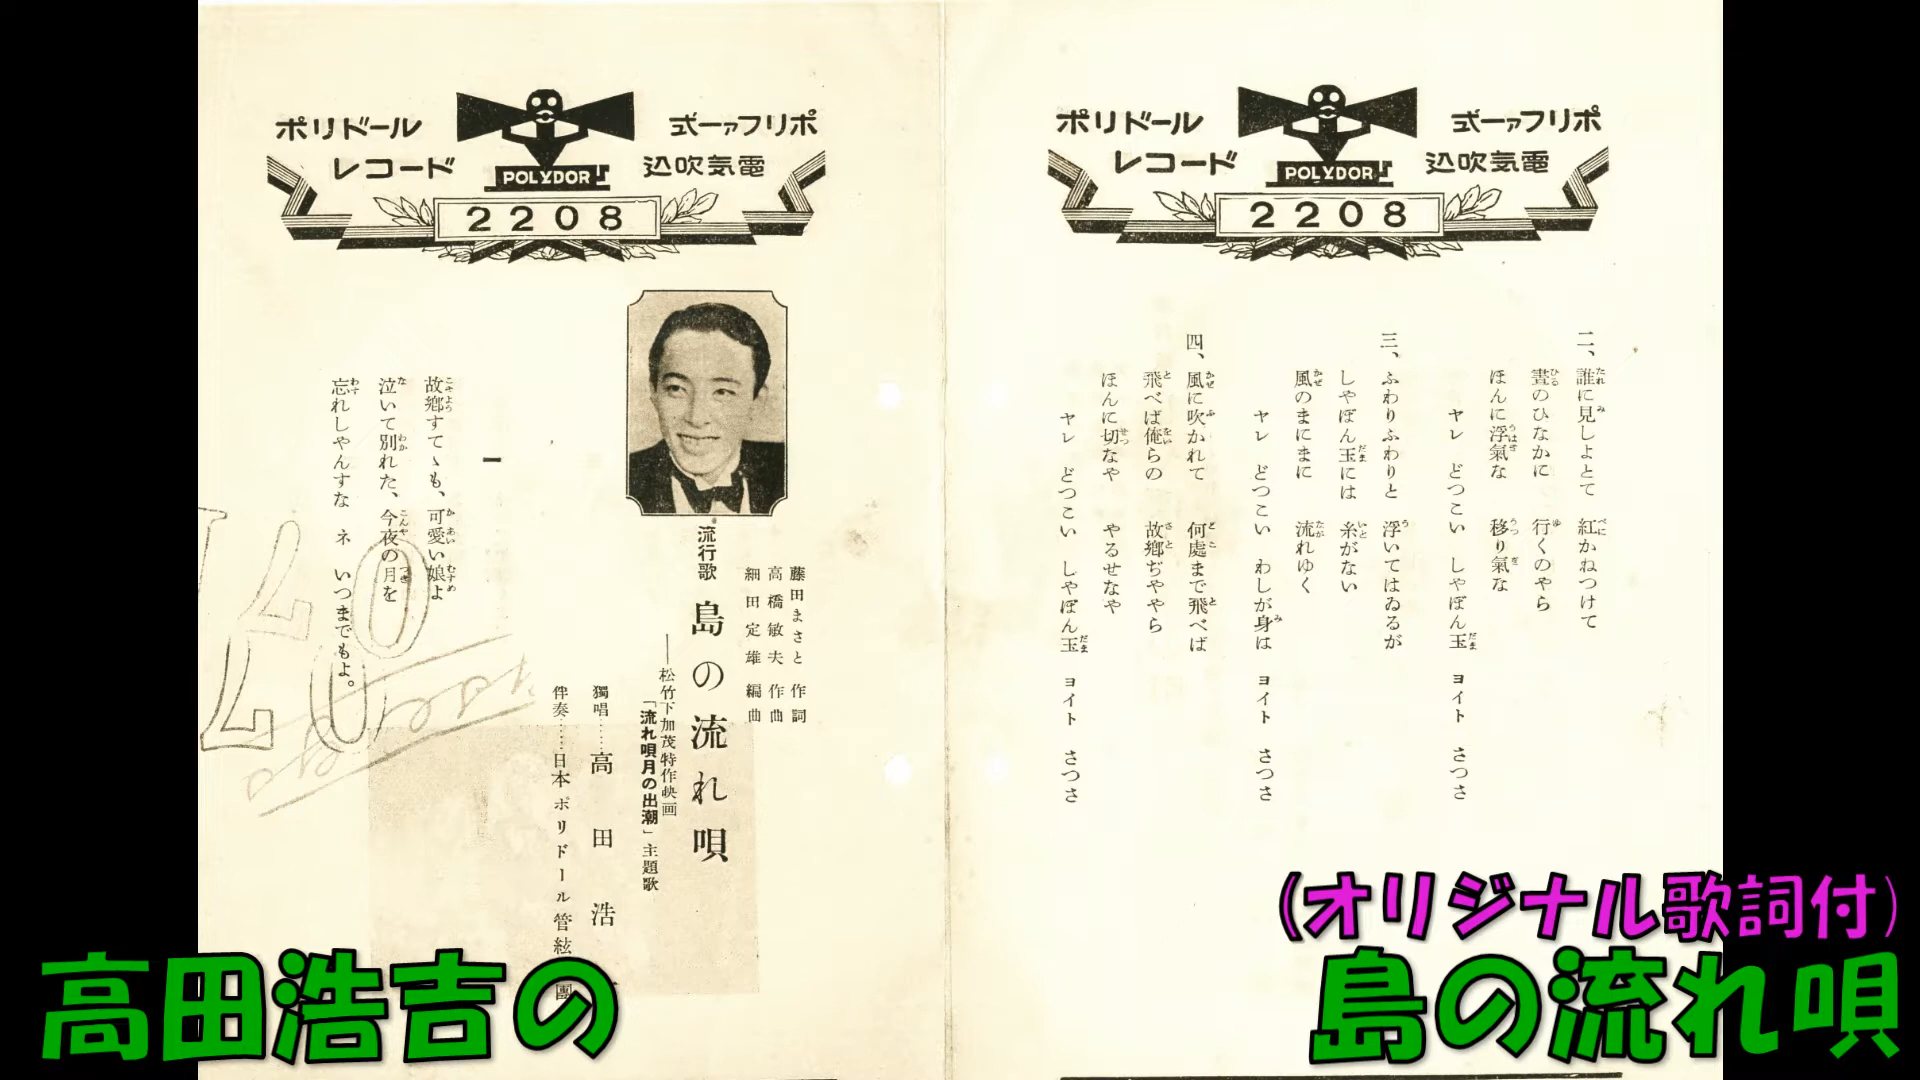 ポリドール
レコード
ポリファー式
電気吹込
POLYDOR
2208
藤田まさと 作詞
高橋敏夫 作曲
細田定雄 編曲
流行歌 島の流れ唄
――松竹下加茂特作映画
「流れ唄月の出潮」主題歌
獨唱……高田浩
伴奏……日本ポリドール管絃團
一
故郷すてゝも、可愛い娘よ
泣いて別れた、今夜の月を
忘れしやんすな ネ いつまでもよ。
ポリドール
レコード
ポリファー式
電気吹込
POLYDOR
2208
二、誰に見しよとて 紅かねつけて
晝のひなかに 行くのやら
ほんに浮氣な 移り氣な
ヤレ どつこい しやぼん玉 ヨイト さつさ
三、ふわりふわりと 浮いてはゐるが
しやぼん玉には 糸がない
風のまにまに 流れゆく
ヤレ どつこい わしが身は ヨイト さつさ
四、風に吹かれて 何處まで飛べば
飛べば俺らの 故郷ぢややら
ほんに切なや やるせなや
ヤレ どつこい しやぼん玉 ヨイト さつさ
高田浩吉の
(オリジナル歌詞付)
島の流れ唄